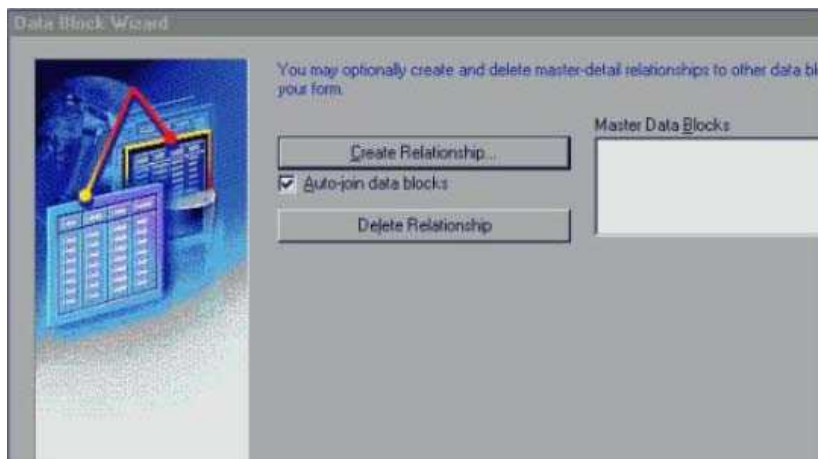 Data Block Wizard
You may optionally create and delete master-detail relationships to other data bl
your form.
Master Data Blocks
Create Relationship...
Auto-join data blocks
Delete Relationship